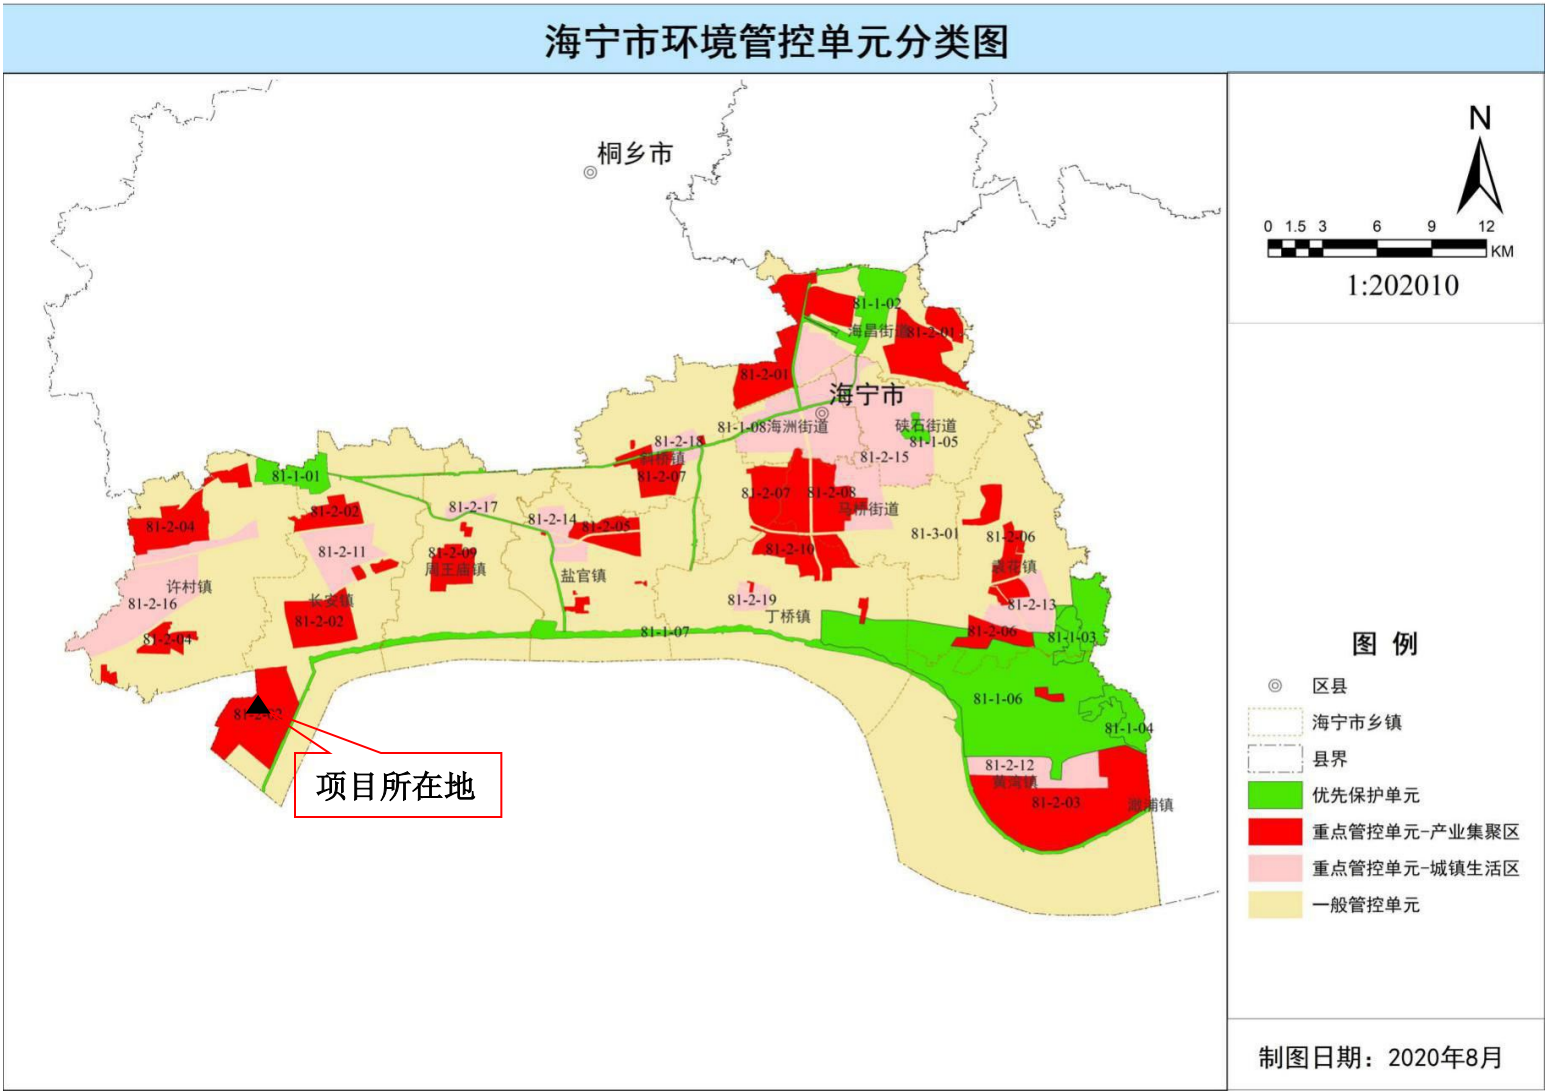 海宁市环境管控单元分类图
桐乡市
N
0 1.5 3 6 9 12
KM
1:202010
81-1-02
海昌街道
81-2-01
81-2-01
海宁市
81-1-08
海洲街道
硖石街道
81-1-05
81-2-18
斜桥镇
81-2-15
81-1-01
81-2-07
81-2-07
81-2-08
马桥街道
81-2-02
81-2-17
81-2-14
81-2-05
81-2-04
81-3-01
81-2-06
81-2-11
81-2-09
81-2-10
周王庙镇
盐官镇
袁花镇
许村镇
81-2-16
长安镇
81-2-19
81-2-13
丁桥镇
81-2-02
81-2-04
81-1-07
81-2-06
81-1-03
图 例
区县
81-1-06
81-2-02
海宁市乡镇
81-1-04
县界
81-2-12
项目所在地
黄湾镇
81-2-03
澉浦镇
优先保护单元
重点管控单元-产业集聚区
重点管控单元-城镇生活区
一般管控单元
制图日期：2020年8月